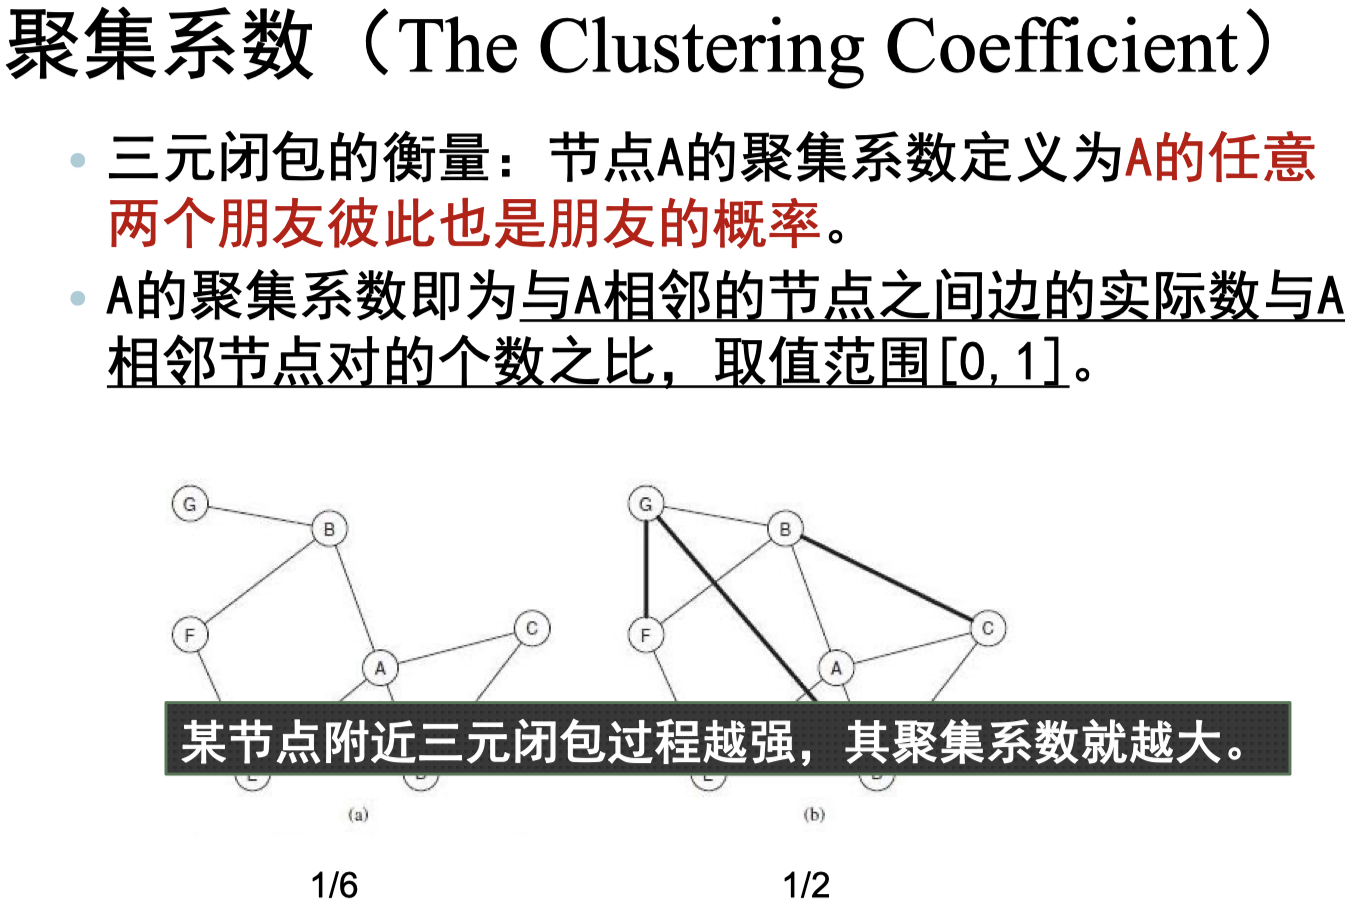 聚集系数（The Clustering Coefficient）
三元闭包的衡量：节点A的聚集系数定义为A的任意
两个朋友彼此也是朋友的概率。
A的聚集系数即为与A相邻的节点之间边的实际数与A
相邻节点对的个数之比，取值范围[0,1]。
G
B
F
C
A
G
B
F
C
A
某节点附近三元闭包过程越强，其聚集系数就越大。
(a)
(b)
1/6
1/2